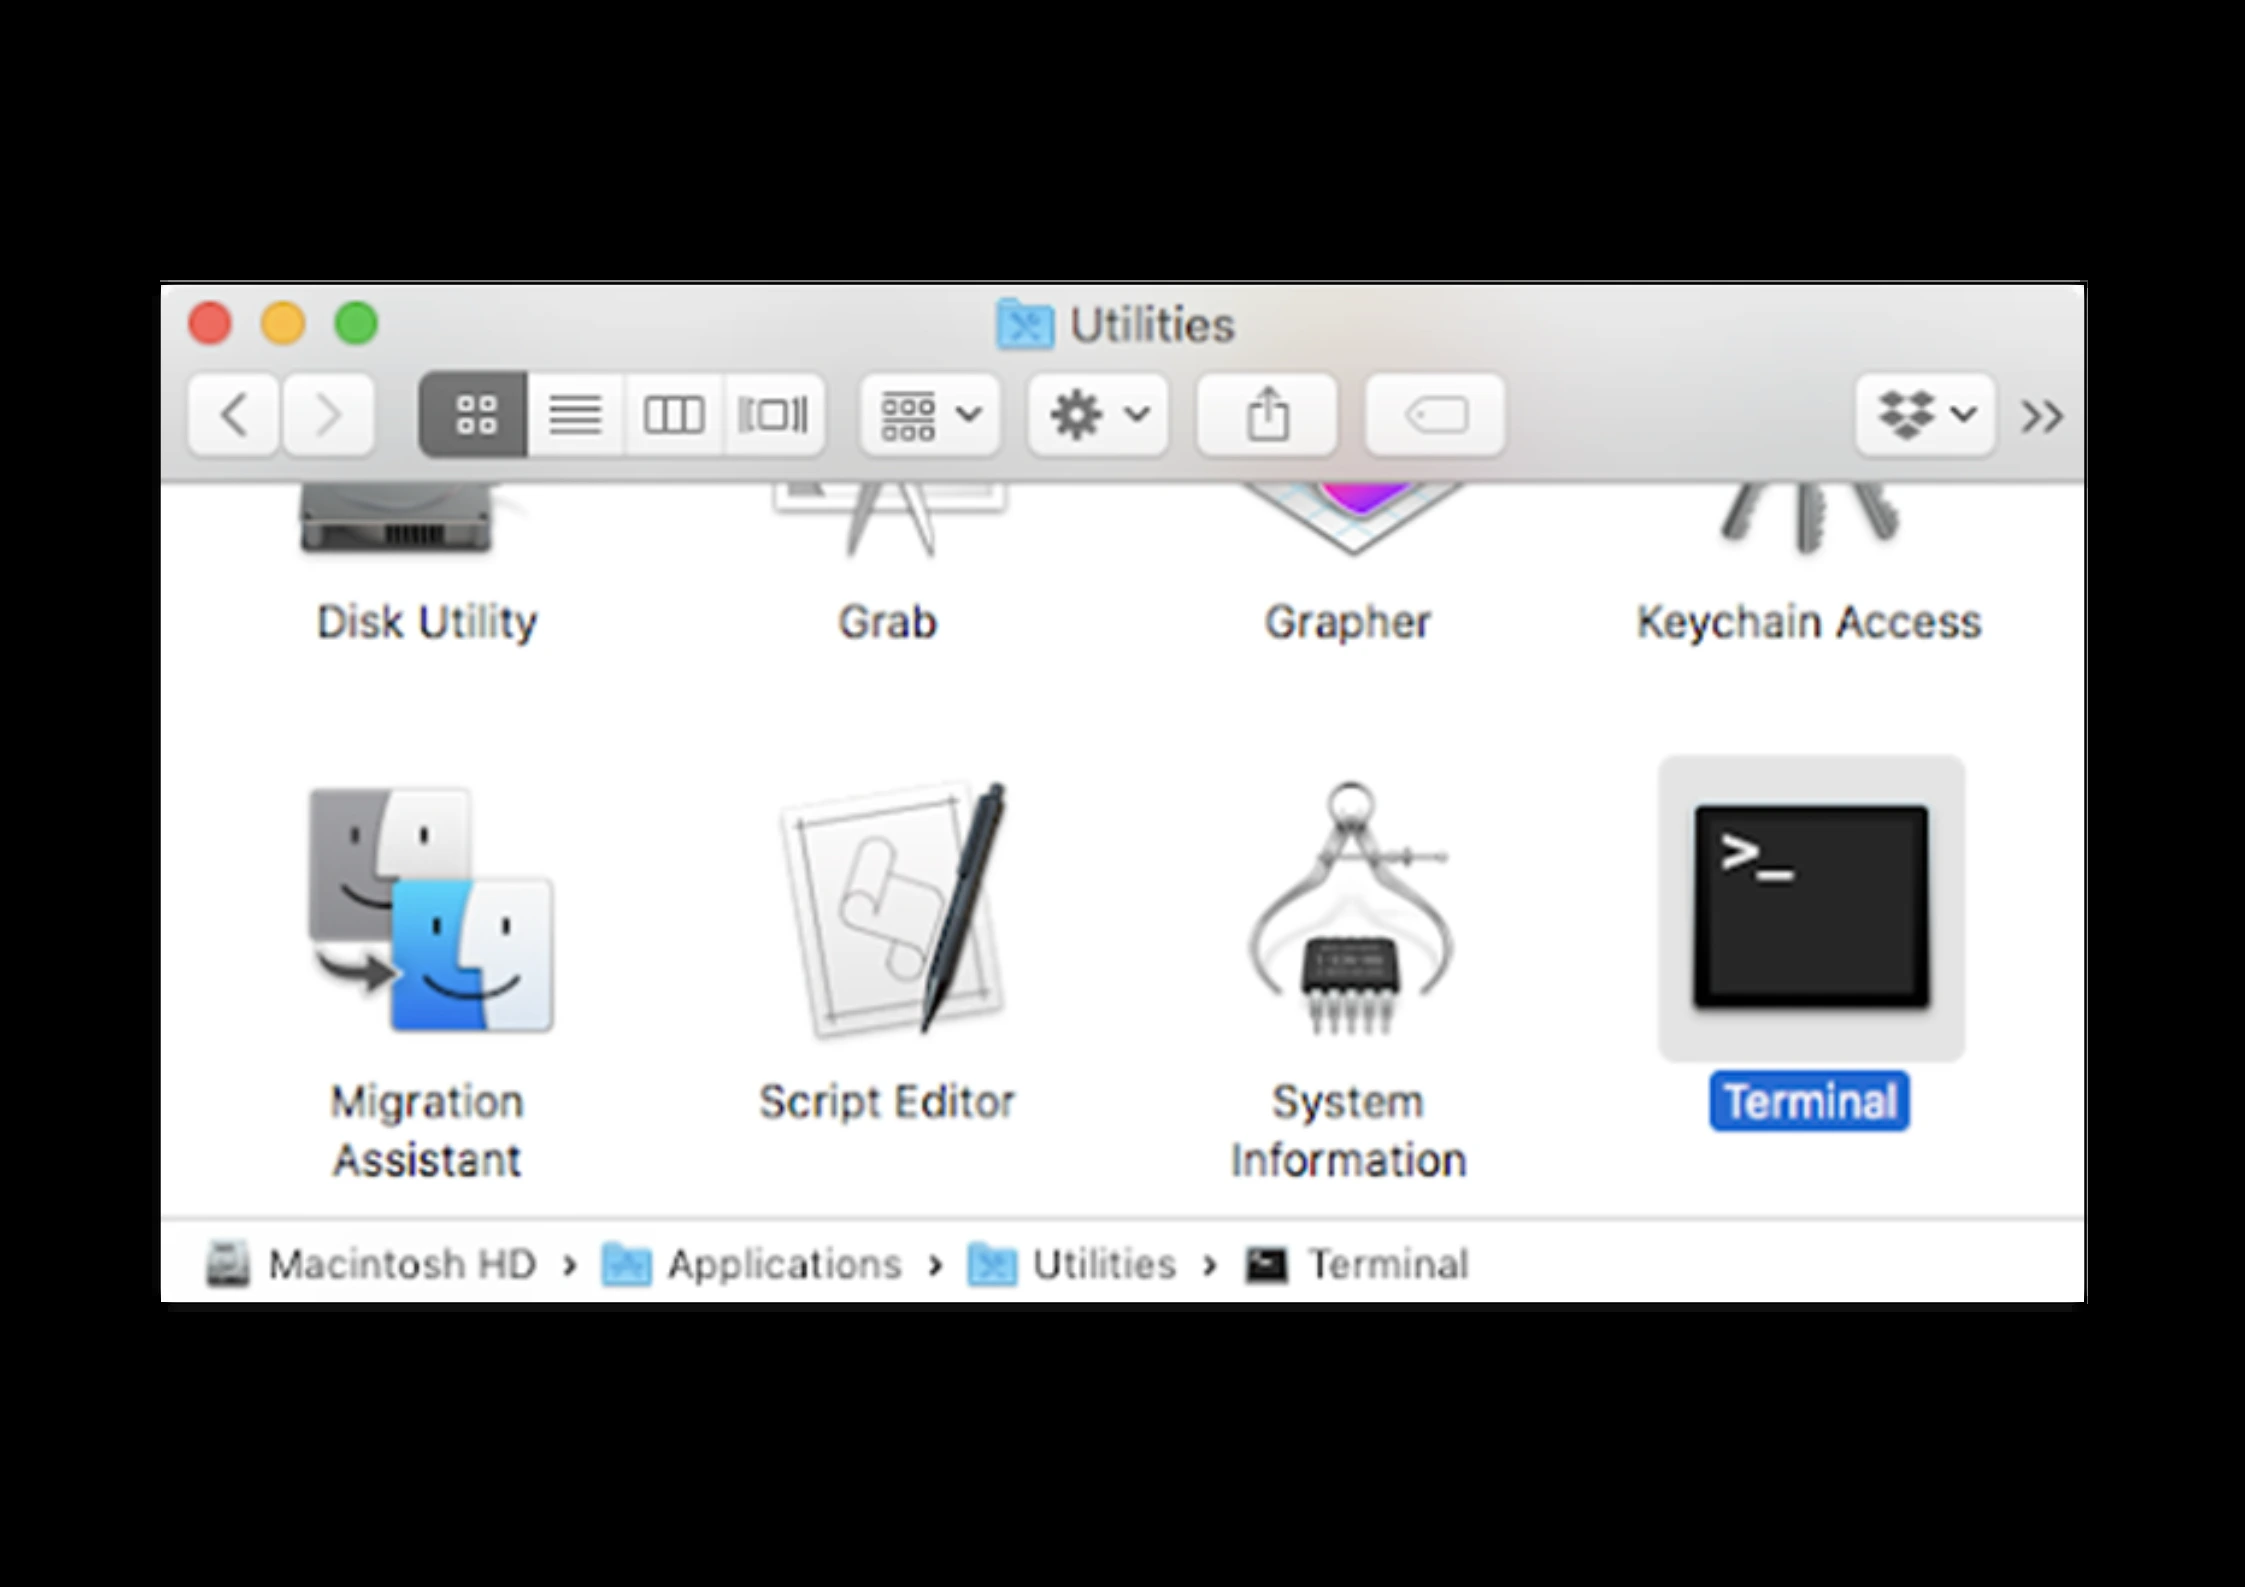 Utilities
Disk Utility
Grab
Grapher
Keychain Access
>_
Migration
Assistant
Script Editor
System
Information
Terminal
Macintosh HD › Applications › Utilities › Terminal